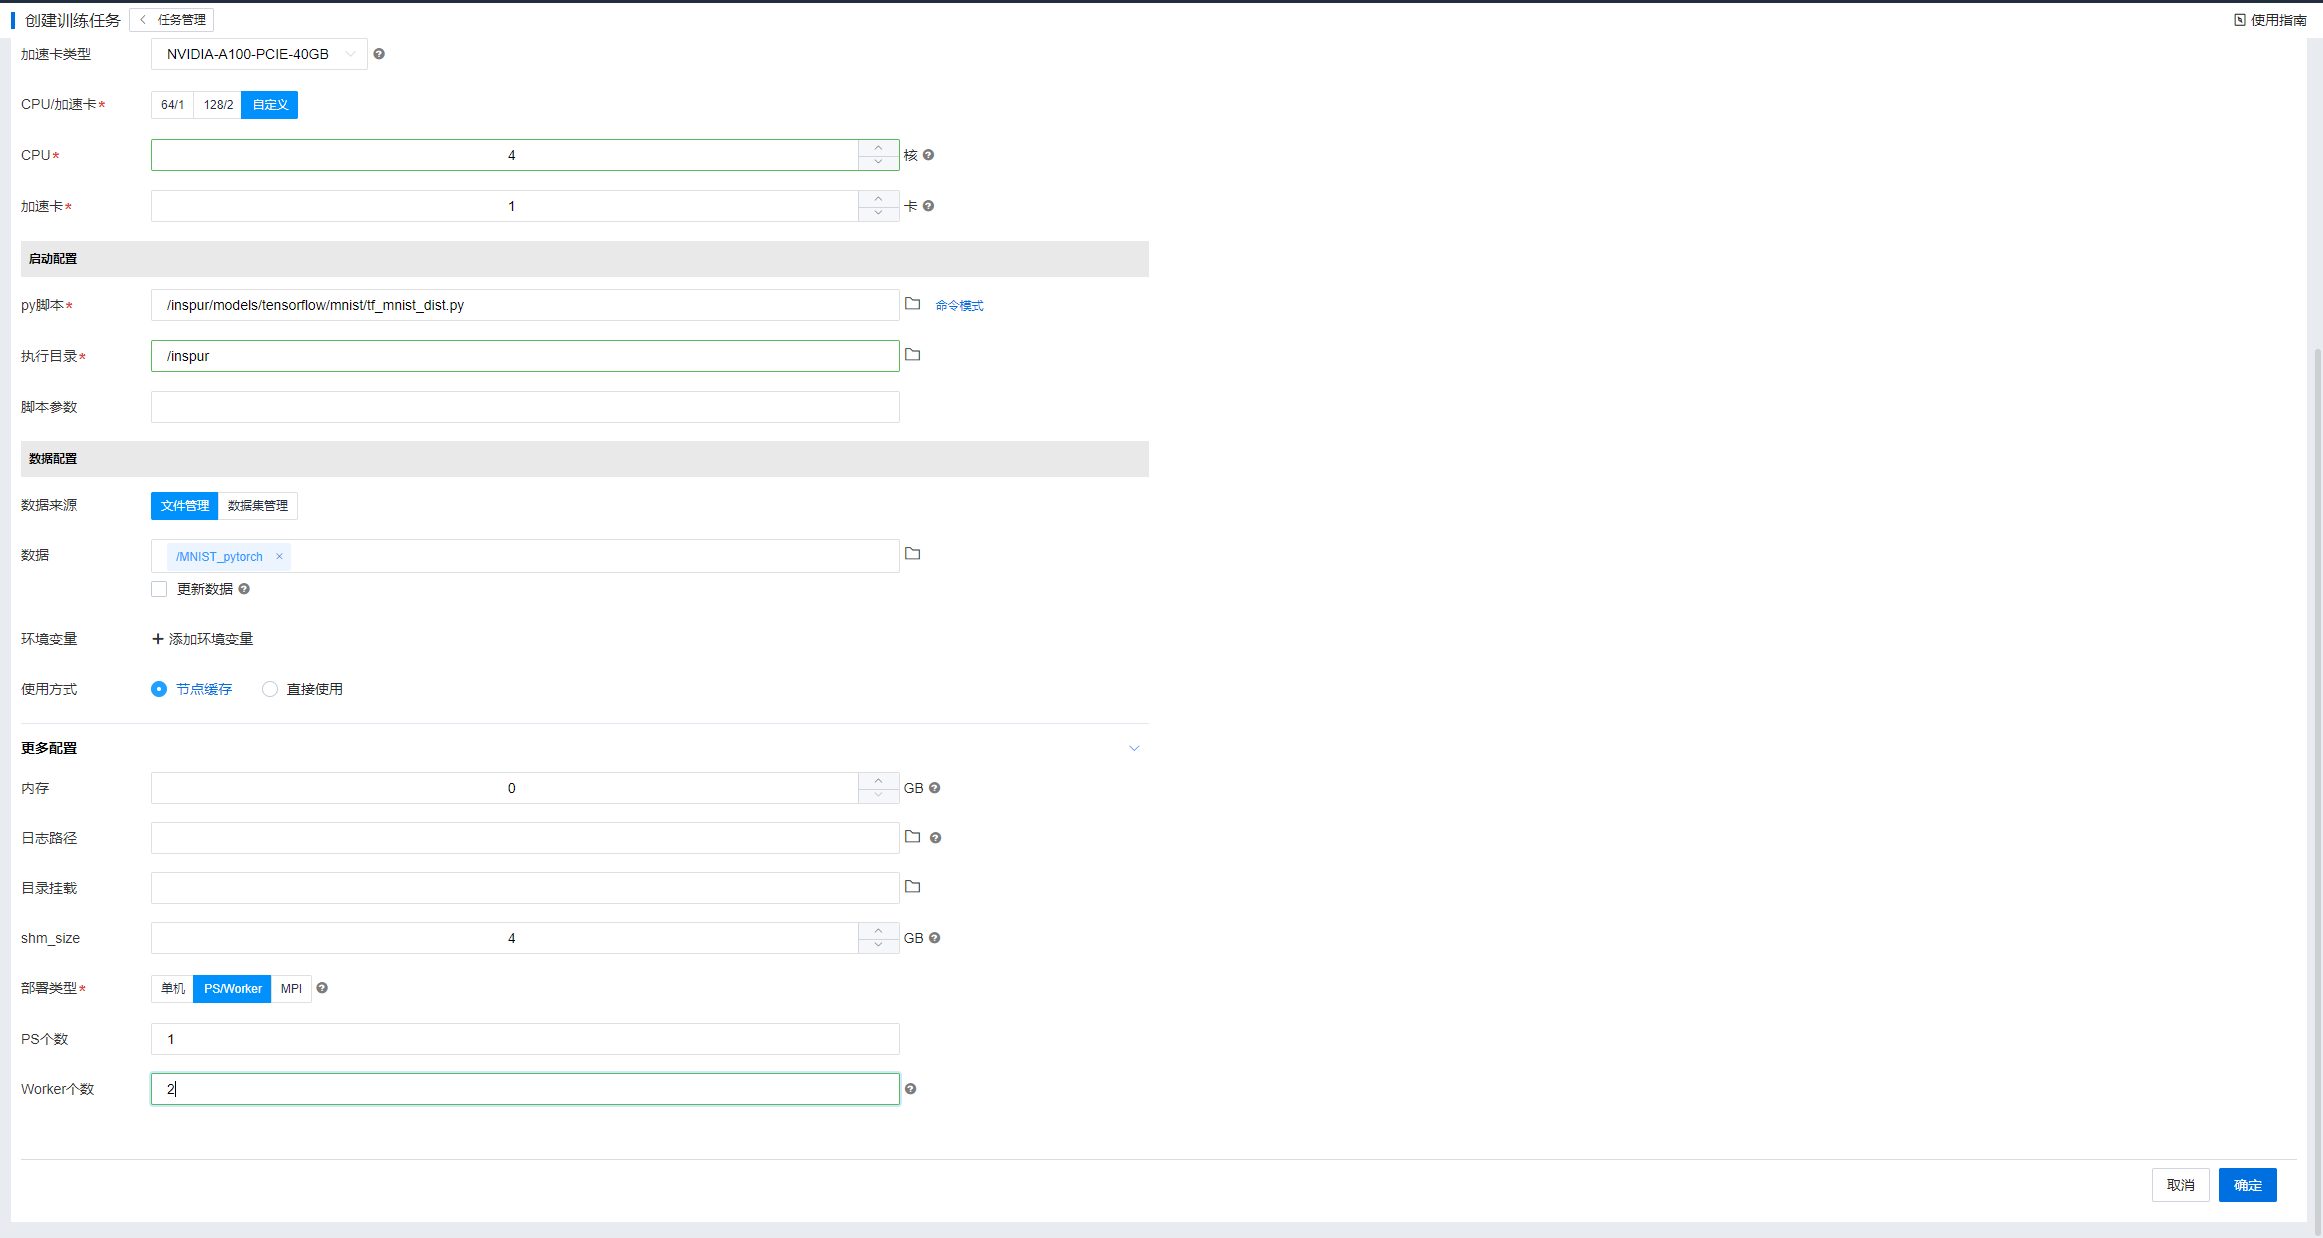 创建训练任务
任务管理
使用指南
加速卡类型 NVIDIA-A100-PCIE-40GB
CPU/加速卡* 64/1 128/2 自定义
CPU* 4 核
加速卡* 1 卡
启动配置
py脚本* /inspur/models/tensorflow/mnist/tf_mnist_dist.py 命令模式
执行目录* /inspur
脚本参数
数据配置
数据来源 文件管理 数据集管理
数据 /MNIST_pytorch ×
更新数据
环境变量 + 添加环境变量
使用方式 节点缓存 直接使用
更多配置
内存 0 GB
日志路径
目录挂载
shm_size 4 GB
部署类型* 单机 PS/Worker MPI
PS个数 1
Worker个数 2
取消 确定